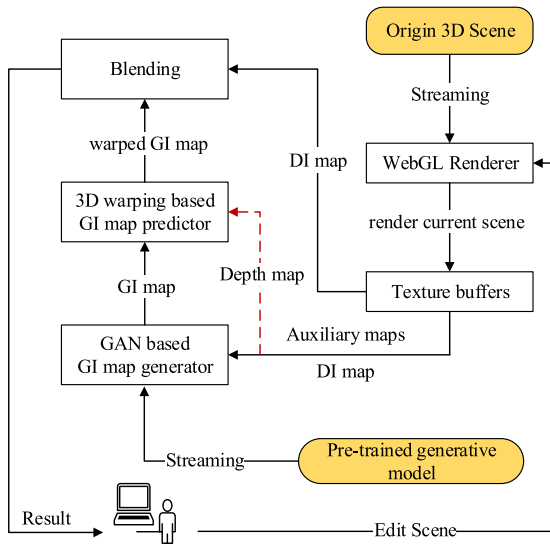 Origin 3D Scene
Blending
Streaming
warped GI map
DI map
WebGL Renderer
3D warping based
GI map predictor
render current scene
GI map
Depth map
Texture buffers
GAN based
GI map generator
Auxiliary maps
DI map
Streaming
Pre-trained generative
model
Result
Edit Scene